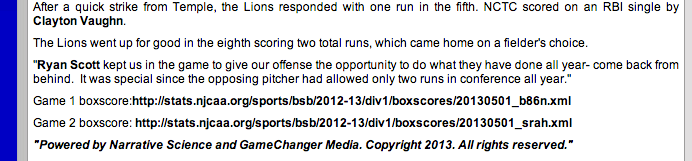 After a quick strike from Temple, the Lions responded with one run in the fifth. NCTC scored on an RBI single by
Clayton Vaughn.
The Lions went up for good in the eighth scoring two total runs, which came home on a fielder's choice.
"Ryan Scott kept us in the game to give our offense the opportunity to do what they have done all year- come back from
behind.  It was special since the opposing pitcher had allowed only two runs in conference all year."
Game 1 boxscore:http://stats.njcaa.org/sports/bsb/2012-13/div1/boxscores/20130501_b86n.xml
Game 2 boxscore: http://stats.njcaa.org/sports/bsb/2012-13/div1/boxscores/20130501_srah.xml
"Powered by Narrative Science and GameChanger Media. Copyright 2013. All rights reserved."